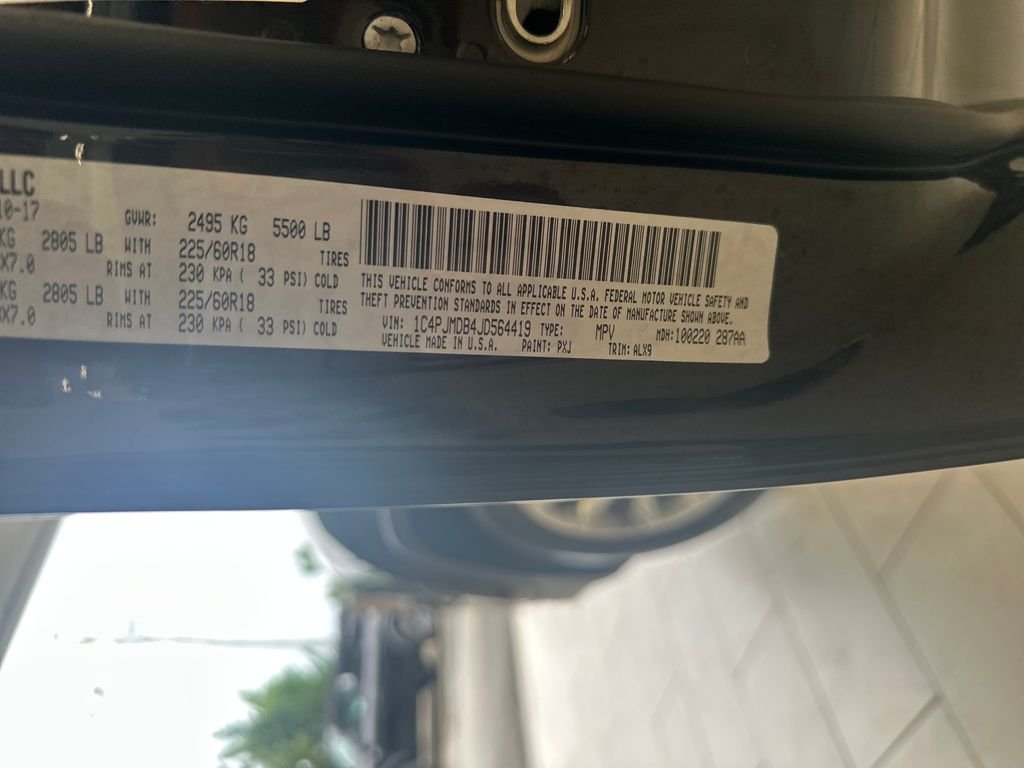 LLC
10-17
GVWR: 2495 KG 5500 LB
KG 2805 LB WITH 225/60R18 TIRES
X7.0 RIMS AT 230 KPA ( 33 PSI) COLD
KG 2805 LB WITH 225/60R18 TIRES
X7.0 RIMS AT 230 KPA ( 33 PSI) COLD
THIS VEHICLE CONFORMS TO ALL APPLICABLE U.S.A. FEDERAL MOTOR VEHICLE SAFETY AND
THEFT PREVENTION STANDARDS IN EFFECT ON THE DATE OF MANUFACTURE SHOWN ABOVE.
VIN: 1C4PJMDB4JD564419 TYPE: MPV MDH:100220 287AA
VEHICLE MADE IN U.S.A. PAINT: PXJ TRIM: ALX9